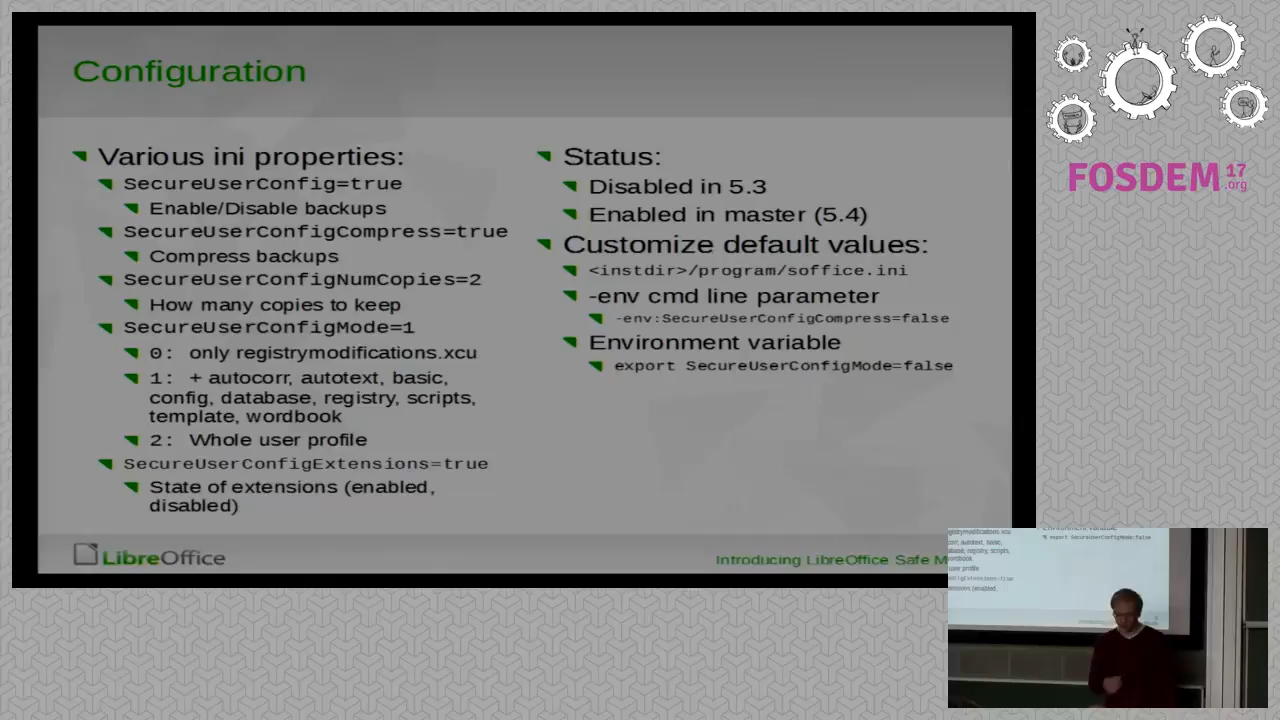 Configuration
Various ini properties:
SecureUserConfig=true
Enable/Disable backups
SecureUserConfigCompress=true
Compress backups
SecureUserConfigNumCopies=2
How many copies to keep
SecureUserConfigMode=1
0: only registrymodifications.xcu
1: + autocorr, autotext, basic,
config, database, registry, scripts,
template, wordbook
2: Whole user profile
SecureUserConfigExtensions=true
State of extensions (enabled,
disabled)
Status:
Disabled in 5.3
Enabled in master (5.4)
Customize default values:
<instdir>/program/soffice.ini
-env cmd line parameter
-env:SecureUserConfigCompress=false
Environment variable
export SecureUserConfigMode=false
LibreOffice
Introducing LibreOffice Safe M
FOSDEM 17
.org